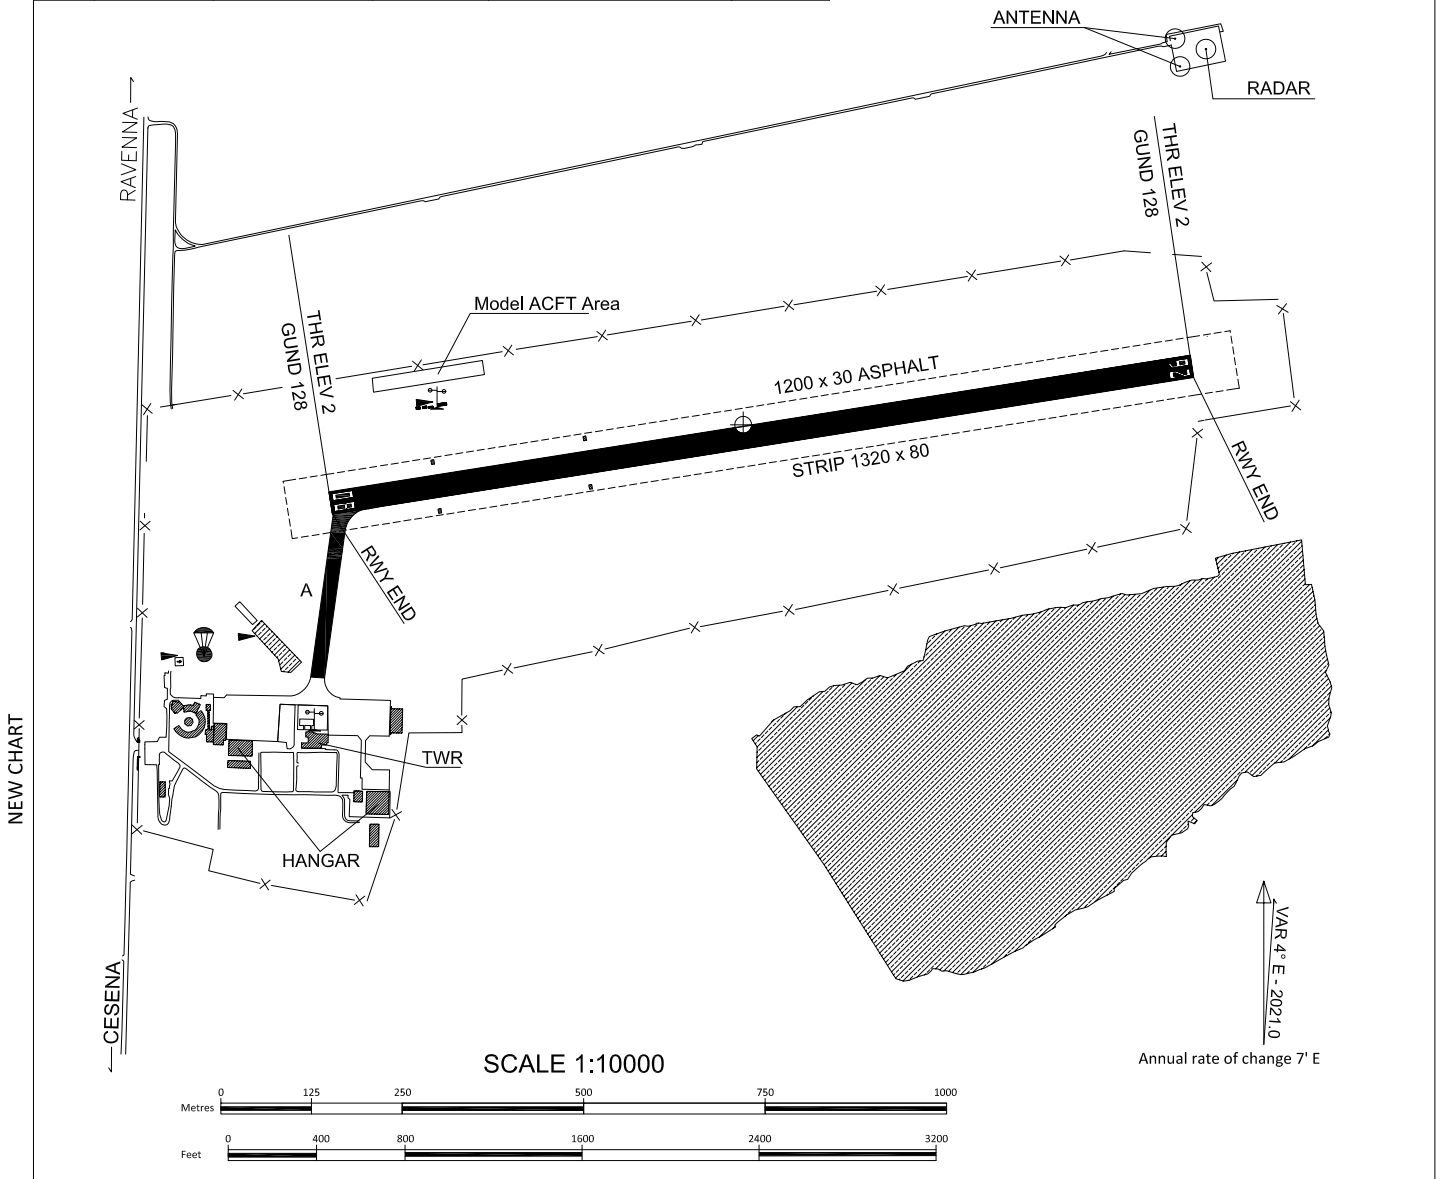 ANTENNA
RADAR
RAVENNA
THR ELEV 2
GUND 128
Model ACFT Area
THR ELEV 2
GUND 128
1200 x 30 ASPHALT
STRIP 1320 x 80
RWY END
RWY END
A
TWR
HANGAR
NEW CHART
CESENA
VAR 4° E - 2021.0
Annual rate of change 7' E
SCALE 1:10000
0 125 250 500 750 1000
Metres
0 400 800 1600 2400 3200
Feet